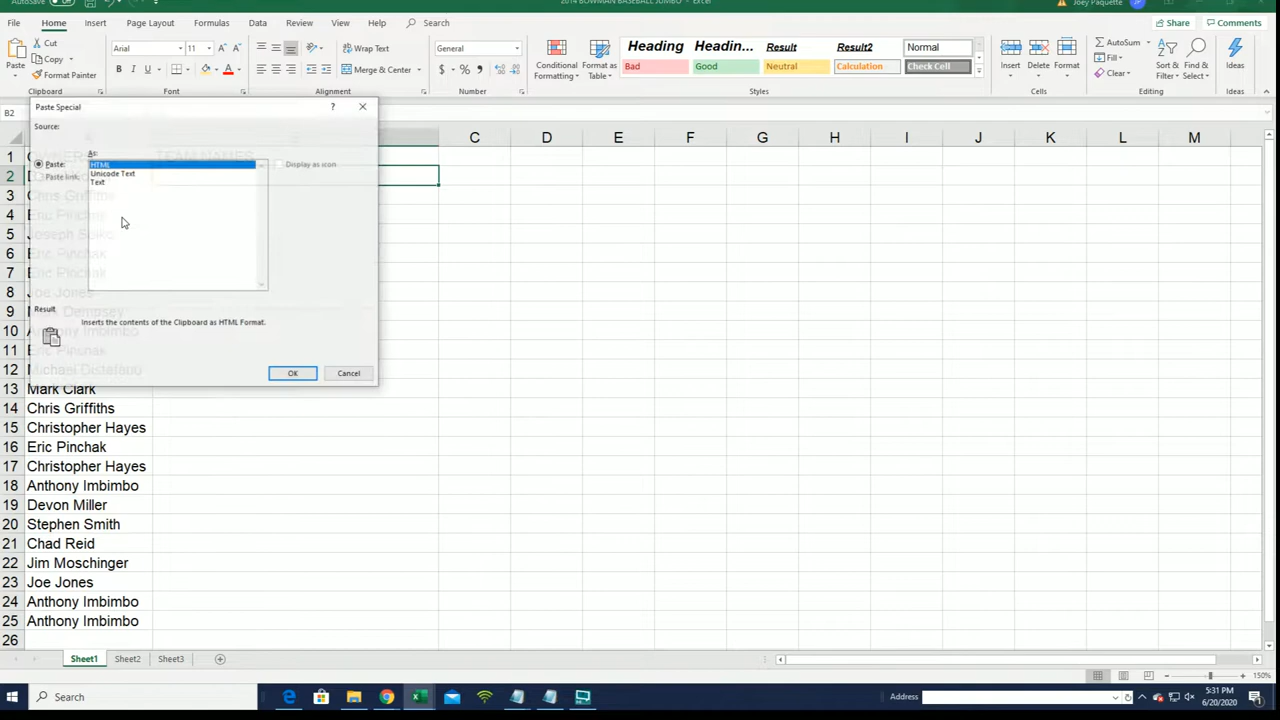 AutoSave Off
2014 BOWMAN BASEBALL JUMBO - Excel
Joey Paquette JP
File Home Insert Page Layout Formulas Data Review View Help Search Share Comments
Paste Cut Copy Format Painter
Arial 11 B I U A A A
Wrap Text Merge & Center
General $ % ,
Conditional Formatting Format as Table
Heading Headin... Result Result2 Normal
Bad Good Neutral Calculation Check Cell
Insert Delete Format
AutoSum Fill Clear
Sort & Filter Find & Select Ideas
Clipboard Font Alignment Number Styles Cells Editing Ideas
B2
Paste Special ? ×
Source:
As:
Paste:
Paste link:
HTML
Unicode Text
Text
Display as icon
Result
Inserts the contents of the Clipboard as HTML Format.
OK Cancel
C D E F G H I J K L M
1 TEAM NAMES
2
3 Chris Griffiths
4 Eric Pinchak
5 Joseph
6 Eric Pinchak
7 Eric Pinchak
8 Joe Jones
9 Dempsey
10 Anthony Imbimbo
11 Eric Pinchak
12 Michael Distefano
13 Mark Clark
14 Chris Griffiths
15 Christopher Hayes
16 Eric Pinchak
17 Christopher Hayes
18 Anthony Imbimbo
19 Devon Miller
20 Stephen Smith
21 Chad Reid
22 Jim Moschinger
23 Joe Jones
24 Anthony Imbimbo
25 Anthony Imbimbo
26
Sheet1 Sheet2 Sheet3
150%
Search
Address
5:31 PM
6/20/2020